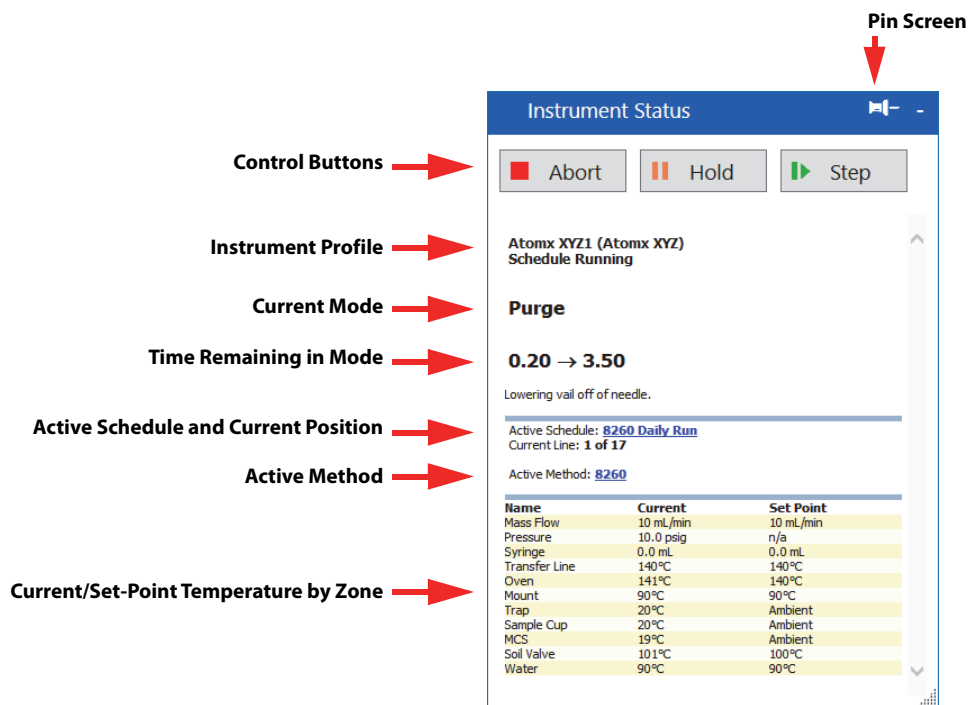 Pin Screen
Instrument Status
-
Control Buttons
Abort Hold Step
Instrument Profile
Atomx XYZ1 (Atomx XYZ)
Schedule Running
Current Mode
Purge
Time Remaining in Mode
0.20 → 3.50
Lowering vail off of needle.
Active Schedule and Current Position
Active Schedule: 8260 Daily Run
Current Line: 1 of 17
Active Method
Active Method: 8260
Name Current Set Point
Mass Flow 10 mL/min 10 mL/min
Pressure 10.0 psig n/a
Syringe 0.0 mL 0.0 mL
Transfer Line 140°C 140°C
Current/Set-Point Temperature by Zone
Oven 141°C 140°C
Mount 90°C 90°C
Trap 20°C Ambient
Sample Cup 20°C Ambient
MCS 19°C Ambient
Soil Valve 101°C 100°C
Water 90°C 90°C